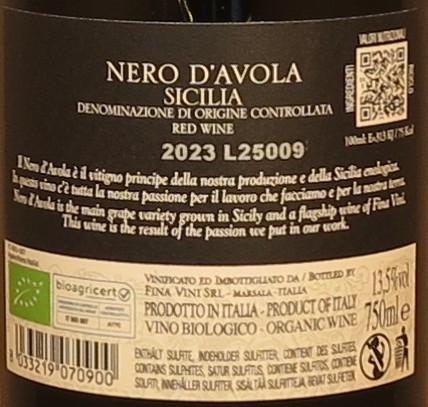 NERO D'AVOLA
SICILIA
DENOMINAZIONE DI ORIGINE CONTROLLATA
RED WINE
2023 L25009
VALORI NUTRIZIONALI
INGREDIENTI
100ml: E=313 KJ/75 Kcal
Il Nero d'Avola è il vitigno principe della nostra produzione e della Sicilia enologica.
In questo vino c'è tutta la nostra passione per il lavoro che facciamo e per la nostra terra.
Nero d'Avola is the main grape variety grown in Sicily and a flagship wine of Fina Vini.
This wine is the result of the passion we put in our work.
bioagricert
VINIFICATO ED IMBOTTIGLIATO DA / BOTTLED BY
FINA VINI SRL - MARSALA - ITALIA
PRODOTTO IN ITALIA - PRODUCT OF ITALY
VINO BIOLOGICO - ORGANIC WINE
13,5%vol
750ml e
8 033219 070900
ENTHÄLT SULFITE, INDEHOLDER SULFITTER, CONTIENT DES SULFITES,
CONTAINS SULPHITES, SATUR SULFĪTUS, CONTIENE SULFITOS, CONTIENE
SOLFITI, INNEHÅLLER SULFITER, SISÄLTÄÄ SULFIITTEJA, BEVAT SULFIETEN